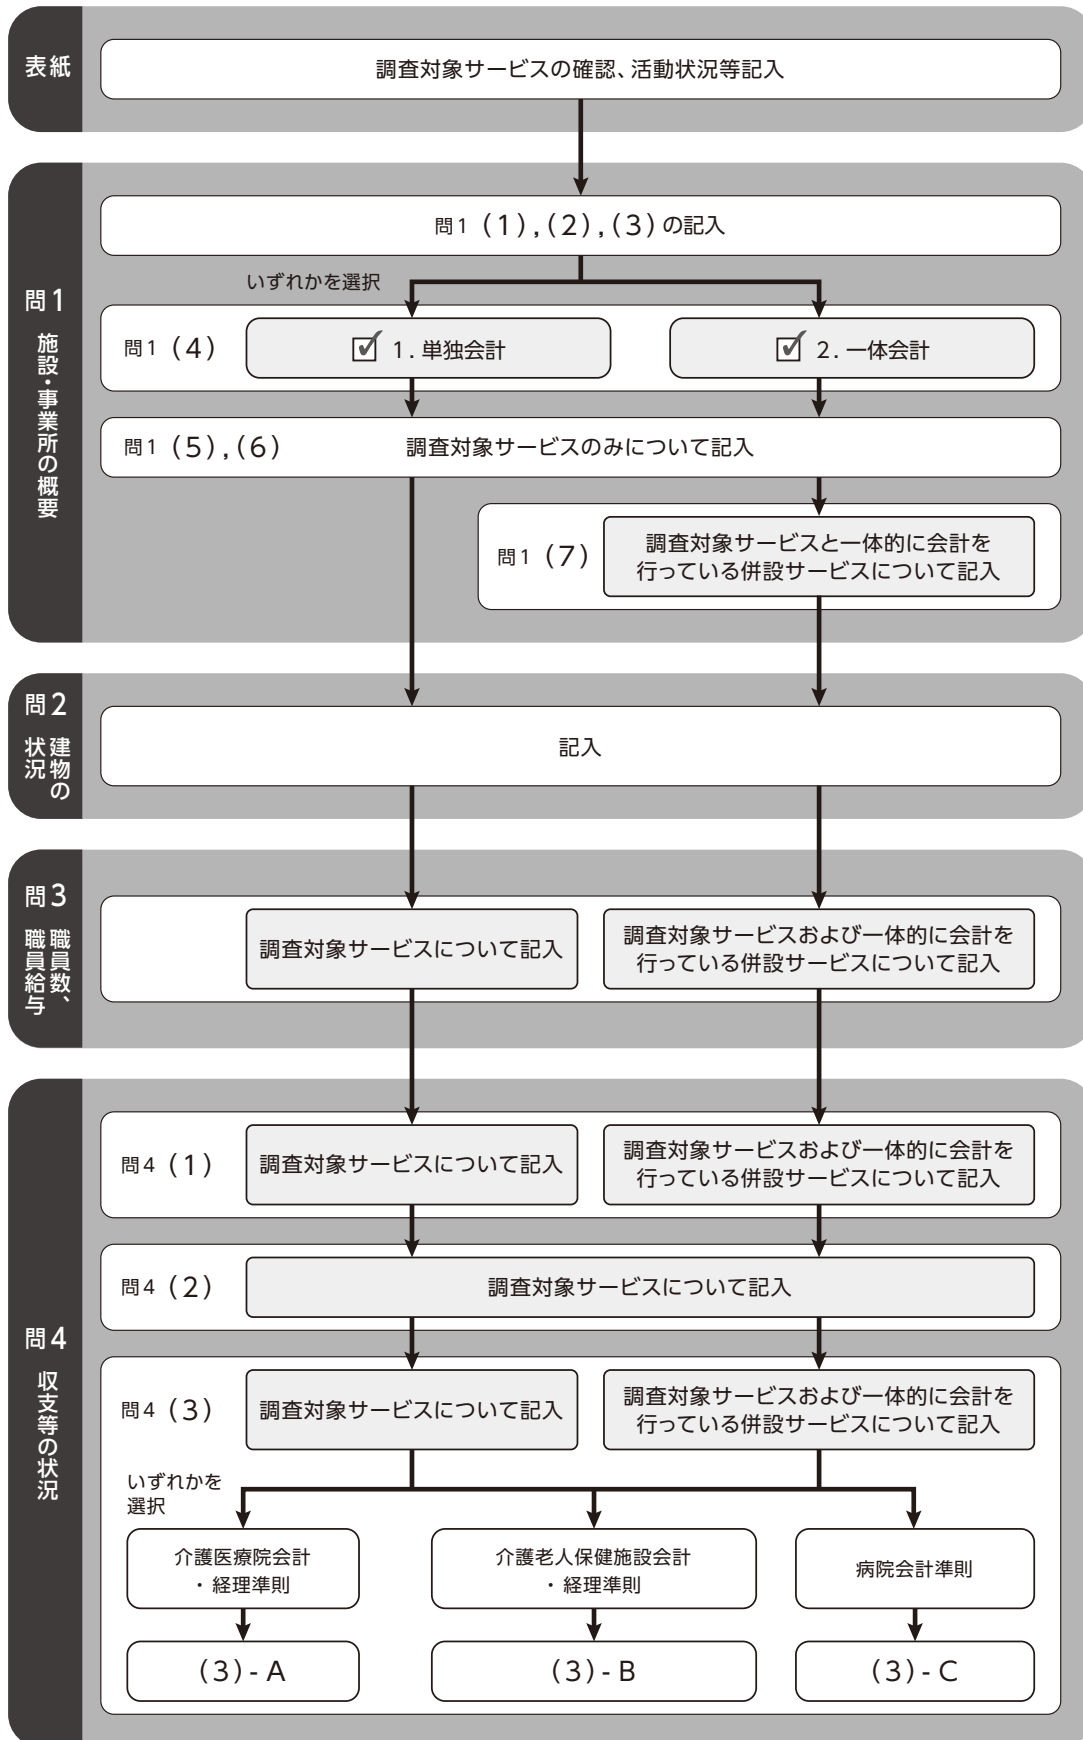 表紙
調査対象サービスの確認、活動状況等記入
問1 施設・事業所の概要
問1 (1),(2),(3)の記入
いずれかを選択
問1 (4)
1.単独会計
2.一体会計
問1 (5),(6)
調査対象サービスのみについて記入
問1 (7)
調査対象サービスと一体的に会計を
行っている併設サービスについて記入
問2
建物の
状況
記入
問3
職員数、
職員給与
調査対象サービスについて記入
調査対象サービスおよび一体的に会計を
行っている併設サービスについて記入
問4 収支等の状況
問4 (1)
調査対象サービスについて記入
調査対象サービスおよび一体的に会計を
行っている併設サービスについて記入
問4 (2)
調査対象サービスについて記入
問4 (3)
調査対象サービスについて記入
調査対象サービスおよび一体的に会計を
行っている併設サービスについて記入
いずれかを
選択
介護医療院会計
・経理準則
介護老人保健施設会計
・経理準則
病院会計準則
(3)- A
(3)- B
(3)- C